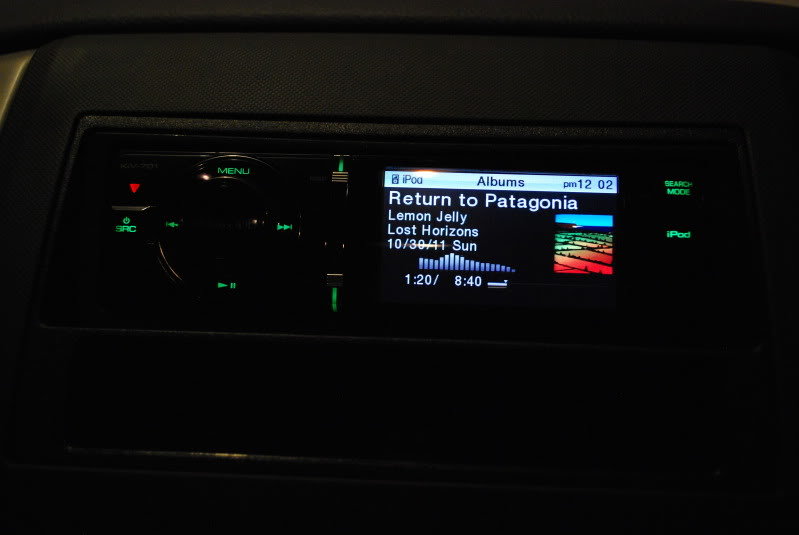 MENU
SRC
iPod Albums pm12 02
Return to Patagonia
Lemon Jelly
Lost Horizons
10/30/11 Sun
1:20/ 8:40
SEARCH
MODE
iPod